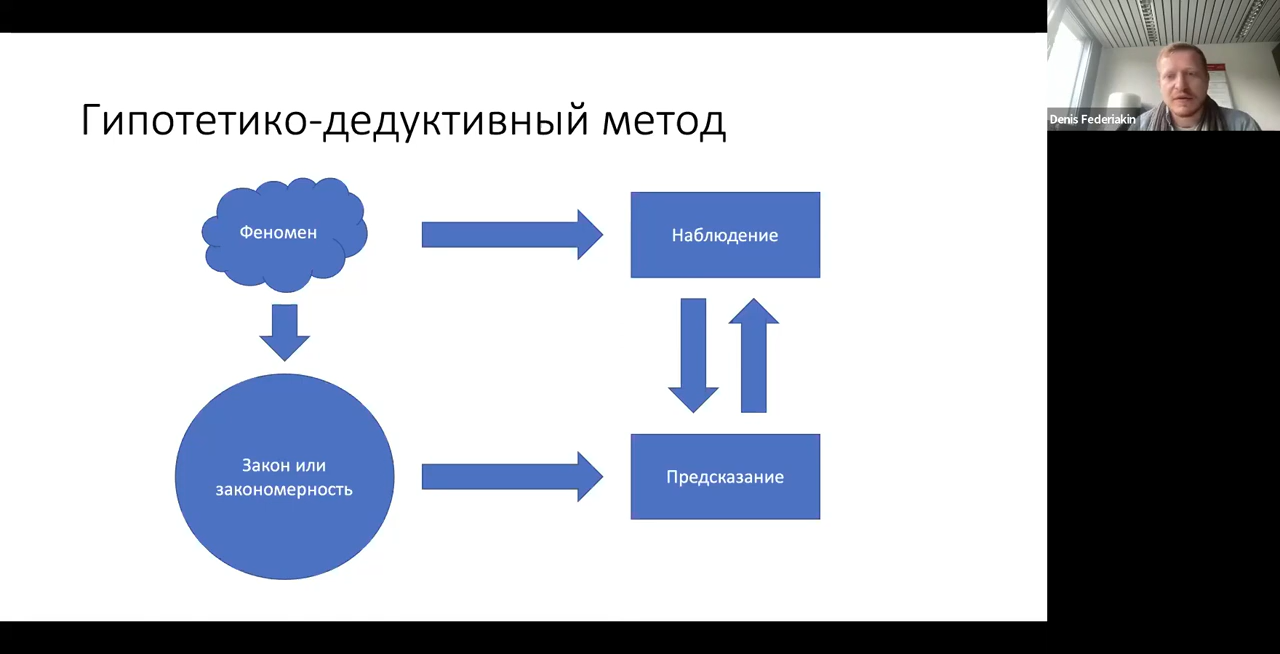 Гипотетико-дедуктивный метод
Феномен
Наблюдение
Закон или
закономерность
Предсказание
Denis Federiakin